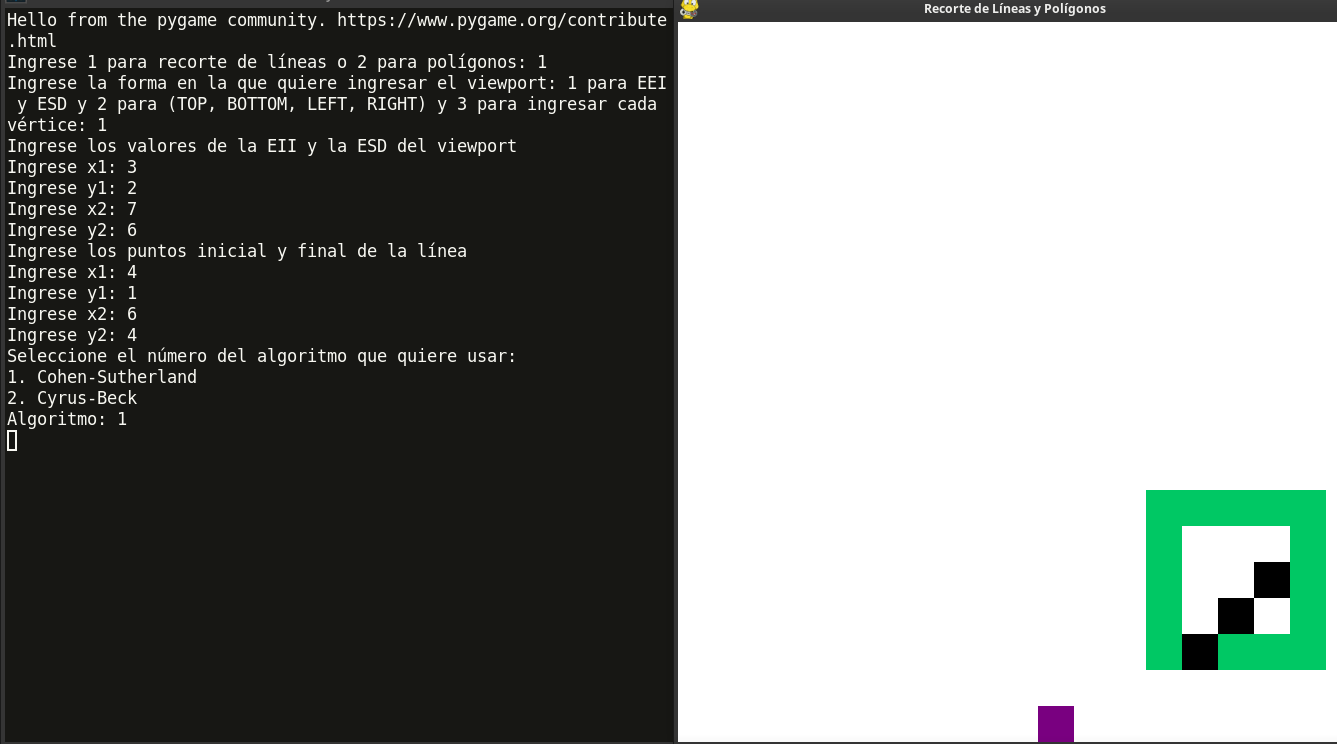 Hello from the pygame community. https://www.pygame.org/contribute
.html
Ingrese 1 para recorte de líneas o 2 para polígonos: 1
Ingrese la forma en la que quiere ingresar el viewport: 1 para EEI
 y ESD y 2 para (TOP, BOTTOM, LEFT, RIGHT) y 3 para ingresar cada
vértice: 1
Ingrese los valores de la EII y la ESD del viewport
Ingrese x1: 3
Ingrese y1: 2
Ingrese x2: 7
Ingrese y2: 6
Ingrese los puntos inicial y final de la línea
Ingrese x1: 4
Ingrese y1: 1
Ingrese x2: 6
Ingrese y2: 4
Seleccione el número del algoritmo que quiere usar:
1. Cohen-Sutherland
2. Cyrus-Beck
Algoritmo: 1
Recorte de Líneas y Polígonos